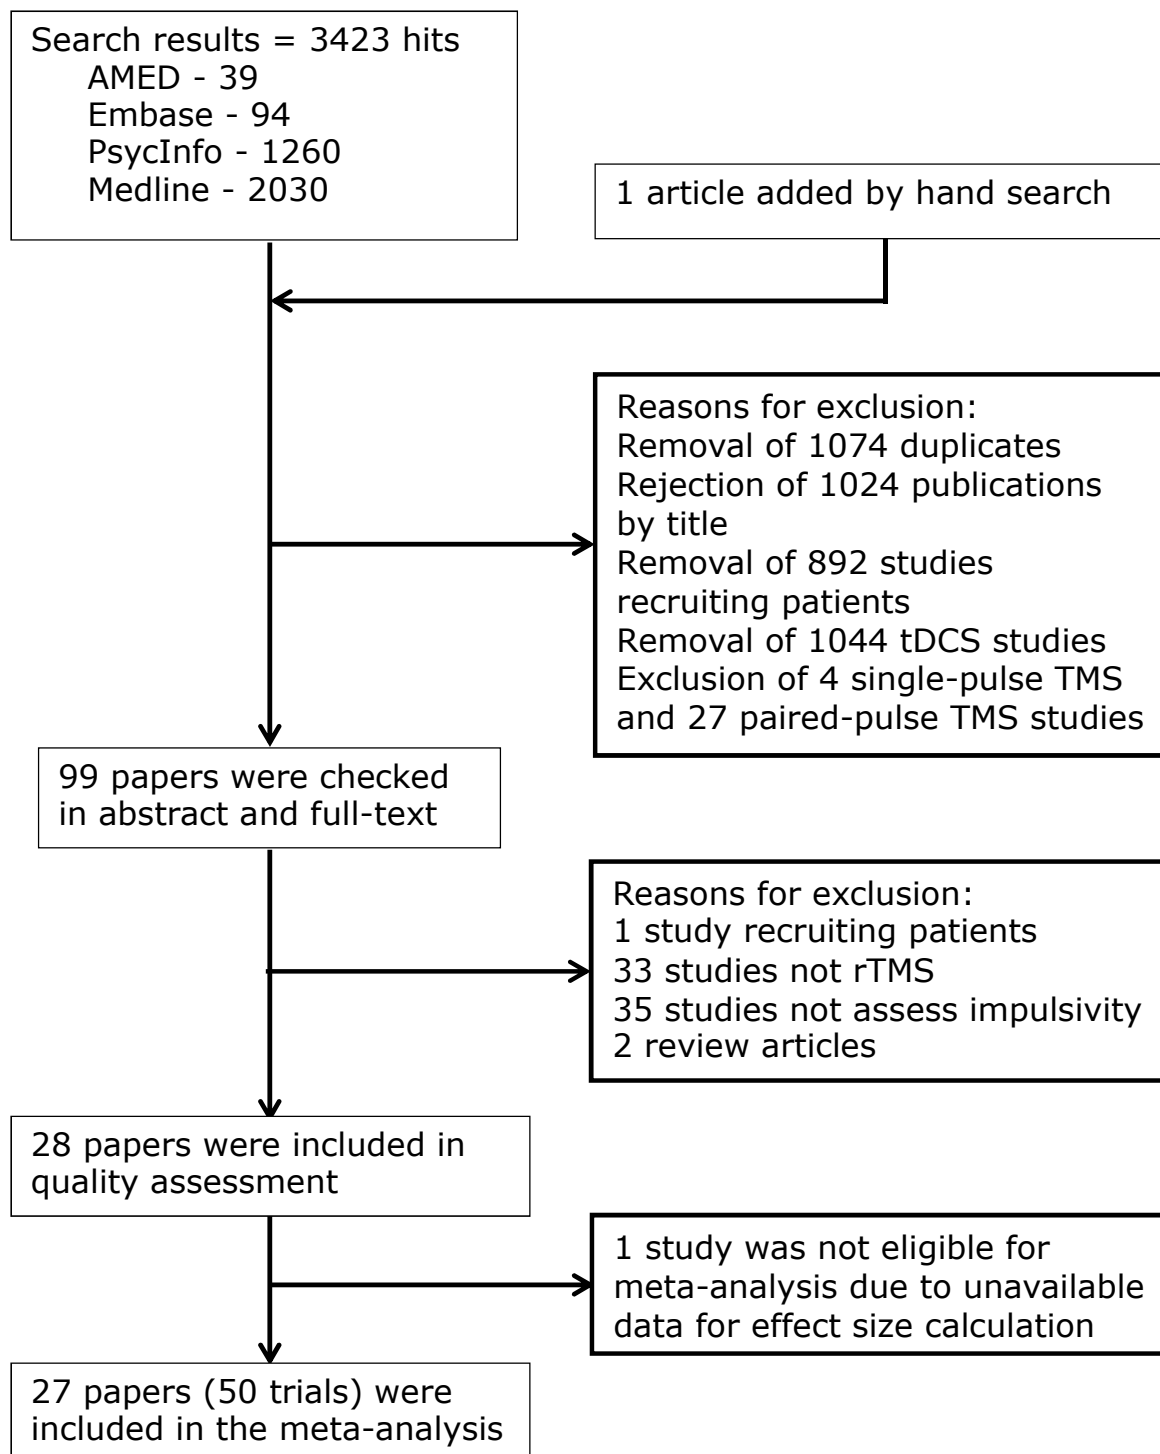 Search results = 3423 hits
AMED - 39
Embase - 94
PsycInfo - 1260
Medline - 2030
1 article added by hand search
Reasons for exclusion:
Removal of 1074 duplicates
Rejection of 1024 publications
by title
Removal of 892 studies
recruiting patients
Removal of 1044 tDCS studies
Exclusion of 4 single-pulse TMS
and 27 paired-pulse TMS studies
99 papers were checked
in abstract and full-text
Reasons for exclusion:
1 study recruiting patients
33 studies not rTMS
35 studies not assess impulsivity
2 review articles
28 papers were included in
quality assessment
1 study was not eligible for
meta-analysis due to unavailable
data for effect size calculation
27 papers (50 trials) were
included in the meta-analysis